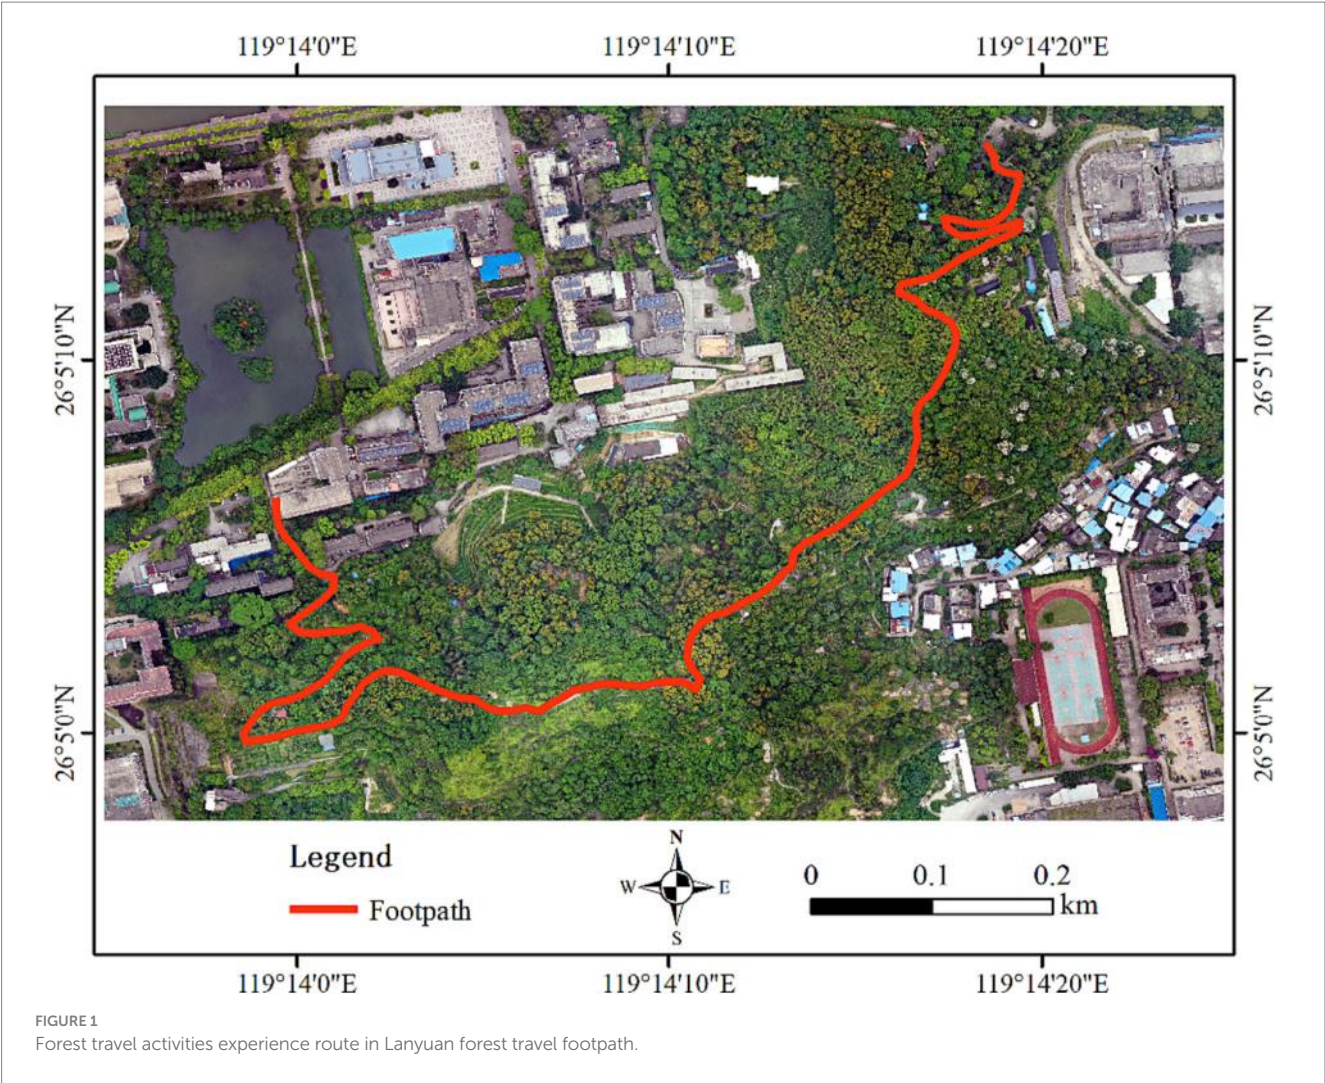 119°14'0"E 119°14'10"E 119°14'20"E
26°5'10"N 26°5'10"N
26°5'0"N 26°5'0"N
Legend
Footpath
N
W E
S
0 0.1 0.2
km
119°14'0"E 119°14'10"E 119°14'20"E
FIGURE 1
Forest travel activities experience route in Lanyuan forest travel footpath.